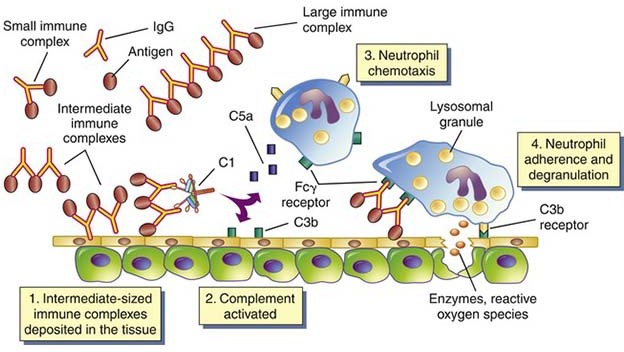 Small immune
complex
IgG
Antigen
Large immune
complex
3. Neutrophil
chemotaxis
Intermediate
immune
complexes
C5a
C1
Lysosomal
granule
4. Neutrophil
adherence and
degranulation
Fcγ
receptor
C3b
C3b
receptor
1. Intermediate-sized
immune complexes
deposited in the tissue
2. Complement
activated
Enzymes, reactive
oxygen species